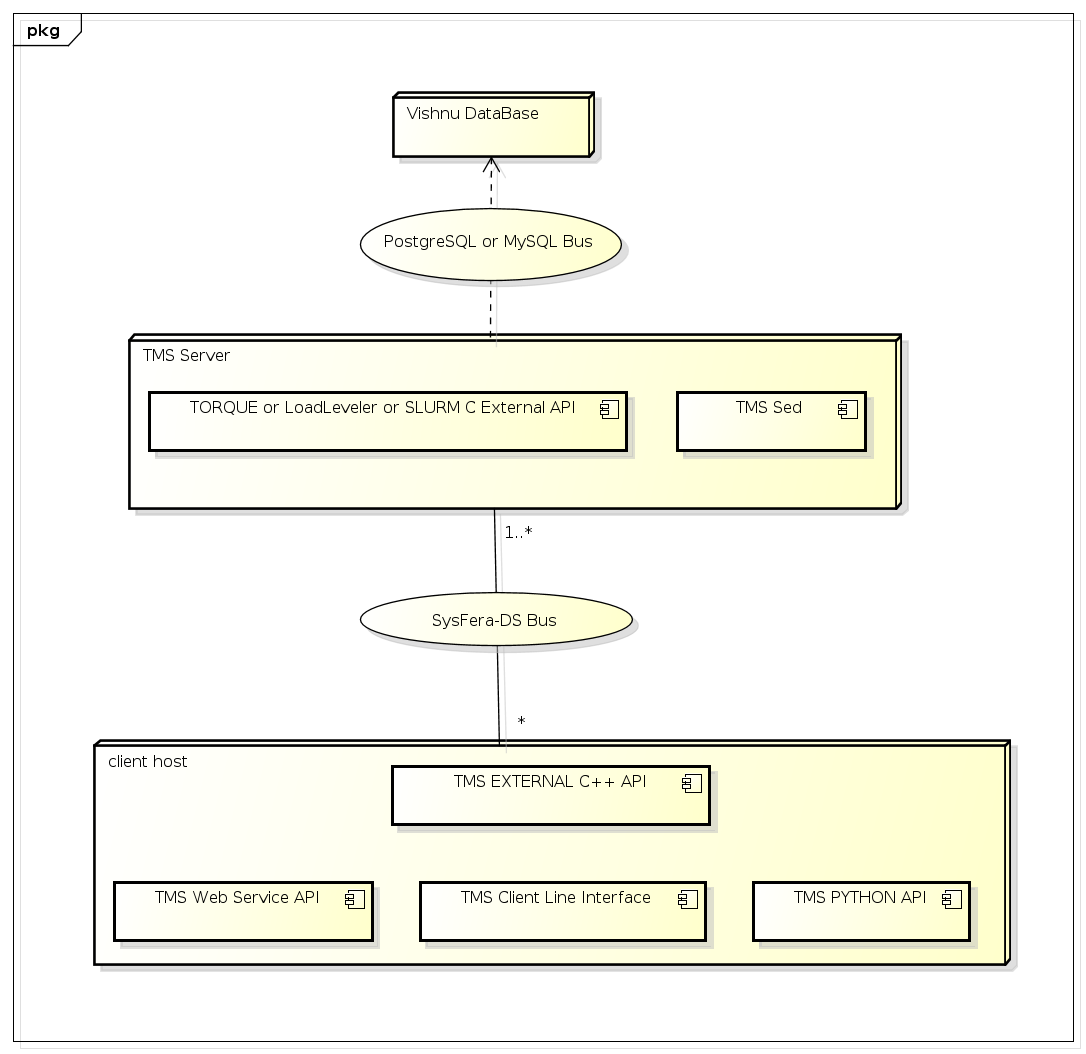 pkg
Vishnu DataBase
PostgreSQL or MySQL Bus
TMS Server
TORQUE or LoadLeveler or SLURM C External API
TMS Sed
1..*
SysFera-DS Bus
*
client host
TMS EXTERNAL C++ API
TMS Web Service API
TMS Client Line Interface
TMS PYTHON API